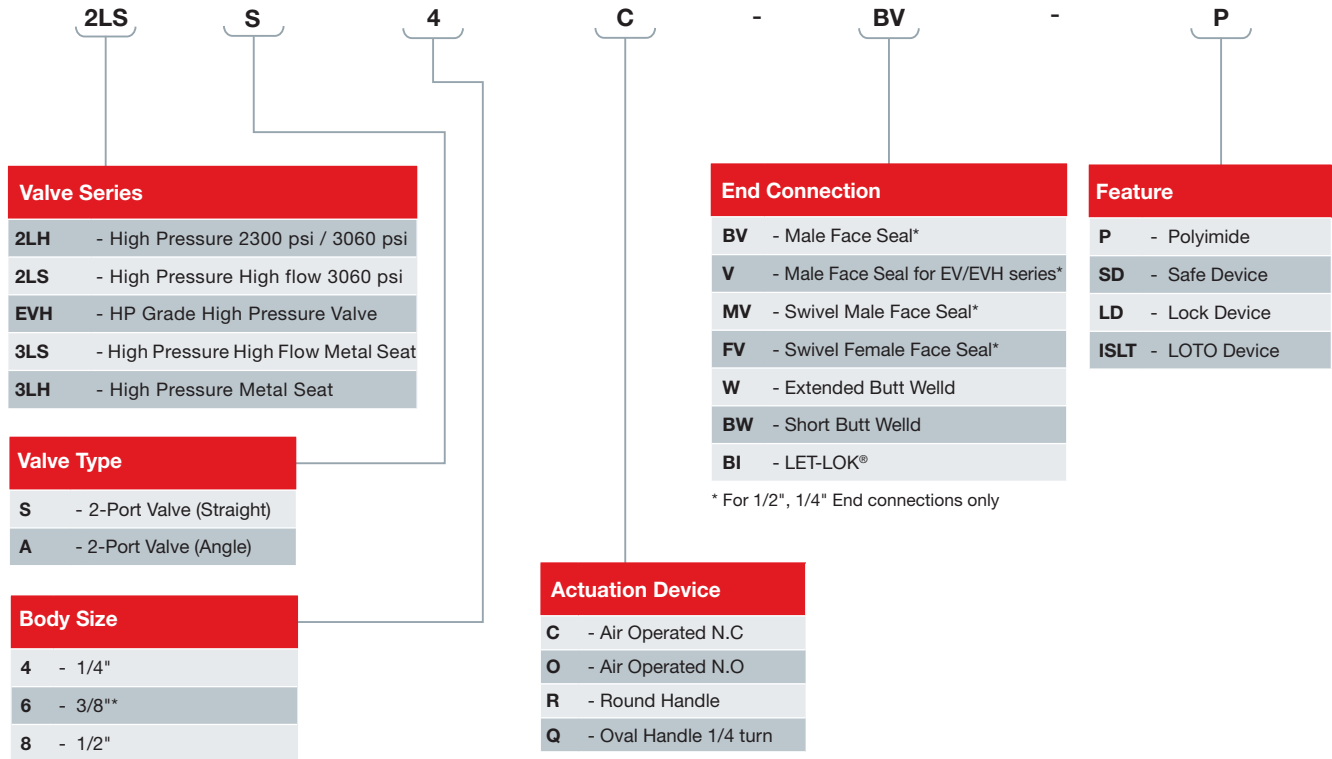 2LS S 4 C - BV - P
Valve Series
2LH - High Pressure 2300 psi / 3060 psi
2LS - High Pressure High flow 3060 psi
EVH - HP Grade High Pressure Valve
3LS - High Pressure High Flow Metal Seat
3LH - High Pressure Metal Seat
Valve Type
S - 2-Port Valve (Straight)
A - 2-Port Valve (Angle)
Body Size
4 - 1/4"
6 - 3/8"*
8 - 1/2"
Actuation Device
C - Air Operated N.C
O - Air Operated N.O
R - Round Handle
Q - Oval Handle 1/4 turn
End Connection
BV - Male Face Seal*
V - Male Face Seal for EV/EVH series*
MV - Swivel Male Face Seal*
FV - Swivel Female Face Seal*
W - Extended Butt Welld
BW - Short Butt Welld
BI - LET-LOK®
* For 1/2", 1/4" End connections only
Feature
P - Polyimide
SD - Safe Device
LD - Lock Device
ISLT - LOTO Device